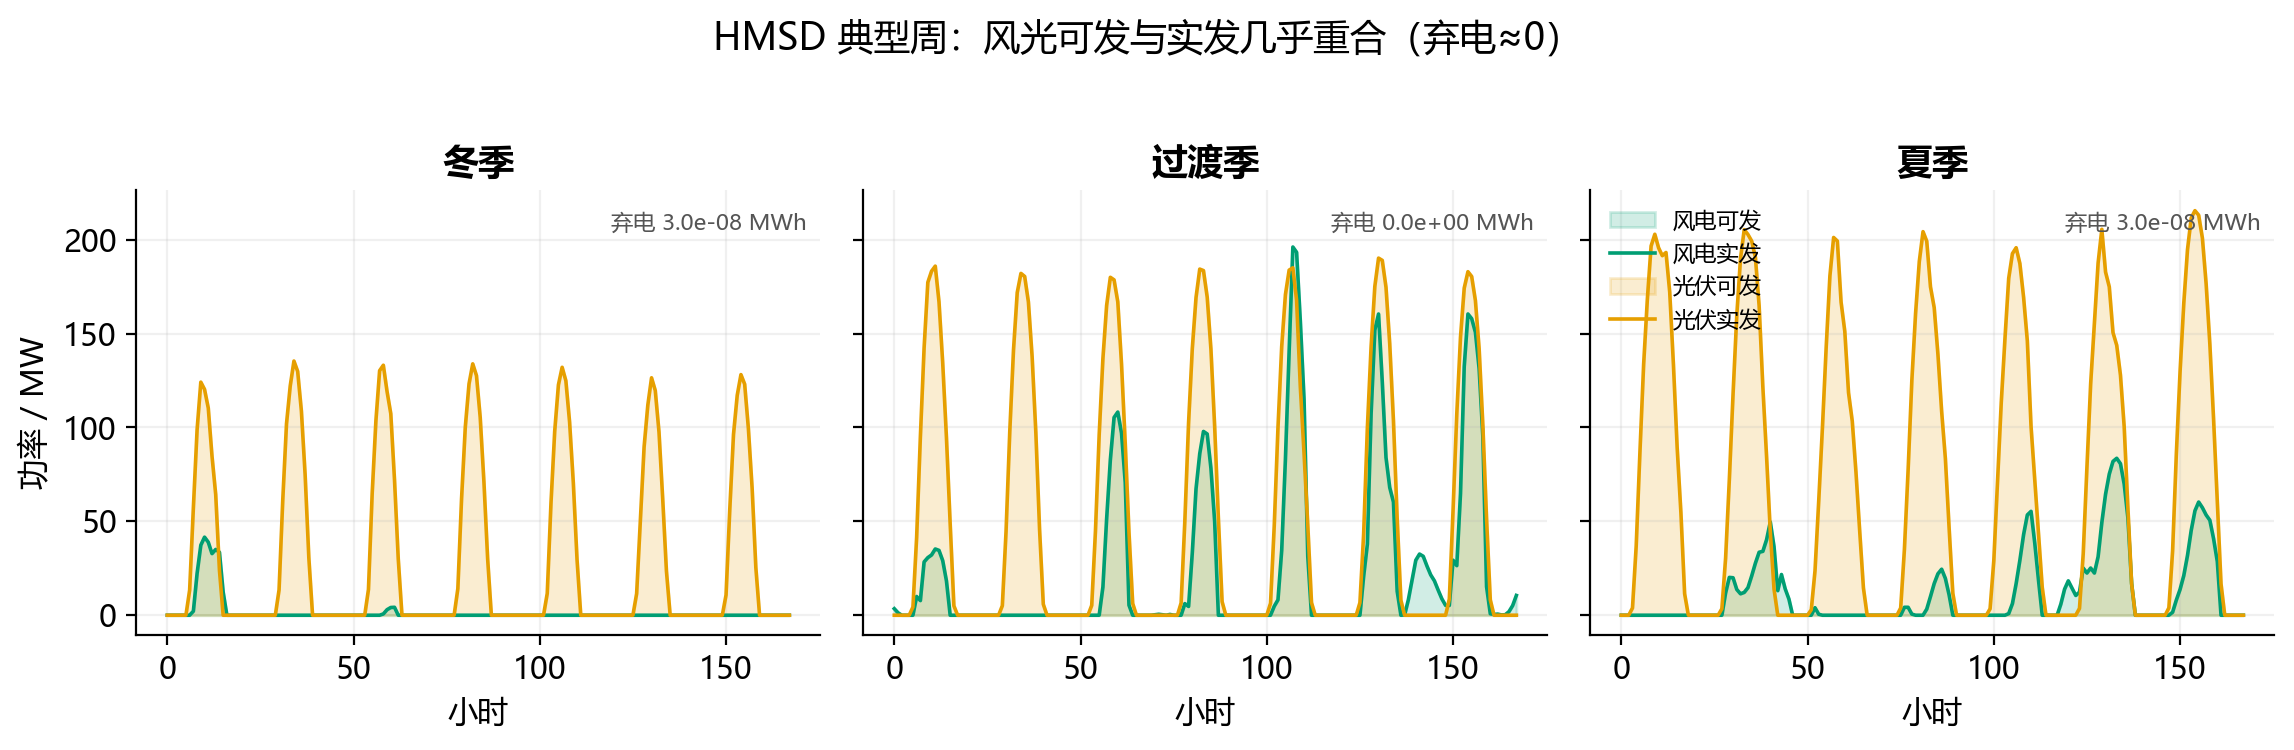 HMSD 典型周：风光可发与实发几乎重合（弃电≈0）
冬季
过渡季
夏季
弃电 3.0e-08 MWh
弃电 0.0e+00 MWh
弃电 3.0e-08 MWh
风电可发
风电实发
光伏可发
光伏实发
功率 / MW
200
150
100
50
0
0 50 100 150
0 50 100 150
0 50 100 150
小时
小时
小时